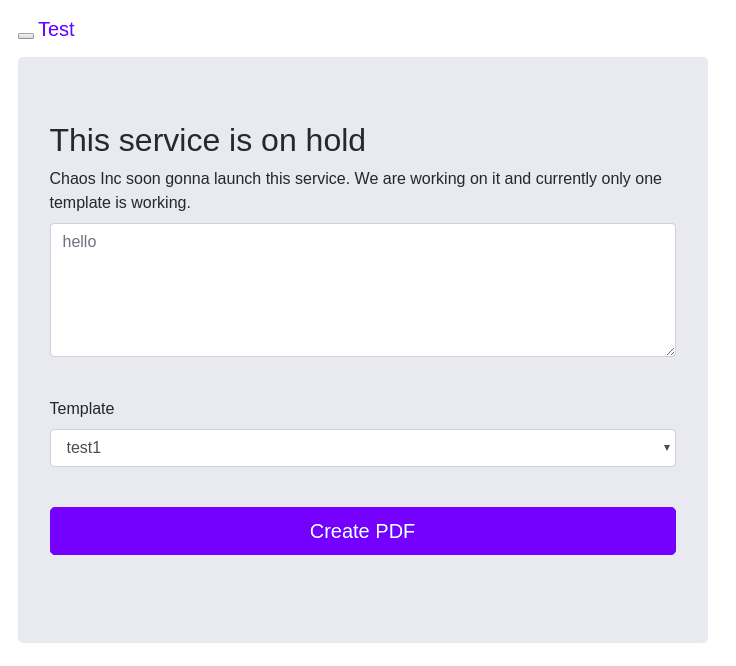 Test
This service is on hold
Chaos Inc soon gonna launch this service. We are working on it and currently only one
template is working.
hello
Template
test1
Create PDF